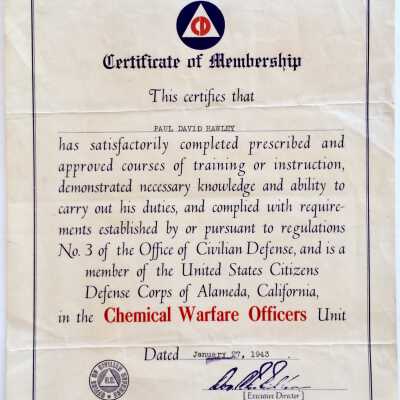 CD
Certificate of Membership
This certifies that
PAUL DAVID HAWLEY
has satisfactorily completed prescribed and
approved courses of training or instruction,
demonstrated necessary knowledge and ability to
carry out his duties, and complied with require-
ments established by or pursuant to regulations
No. 3 of the Office of Civilian Defense, and is a
member of the United States Citizens
Defense Corps of Alameda, California,
in the Chemical Warfare Officers Unit
Dated January 27, 1943
Executive Director